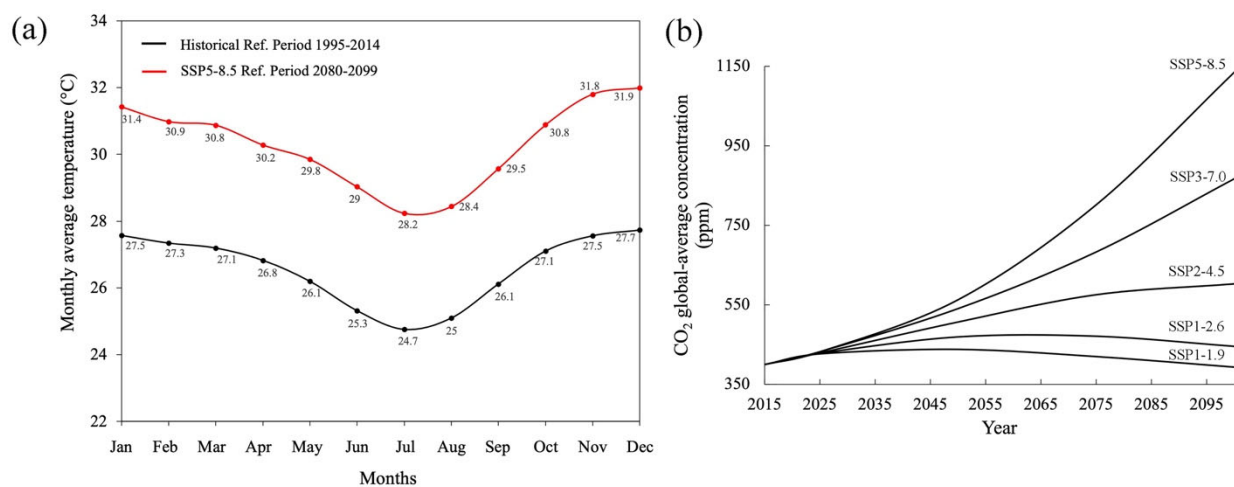 (a)
Monthly average temperature (°C)
34
32
30
28
26
24
22
Historical Ref. Period 1995-2014
SSP5-8.5 Ref. Period 2080-2099
31.4
30.9
30.8
30.2
29.8
29
28.2
28.4
29.5
30.8
31.8
31.9
27.5
27.3
27.1
26.8
26.1
25.3
24.7
25
26.1
27.1
27.5
27.7
Jan Feb Mar Apr May Jun Jul Aug Sep Oct Nov Dec
Months
(b)
CO₂ global-average concentration
(ppm)
1150
950
750
550
350
SSP5-8.5
SSP3-7.0
SSP2-4.5
SSP1-2.6
SSP1-1.9
2015 2025 2035 2045 2055 2065 2075 2085 2095
Year